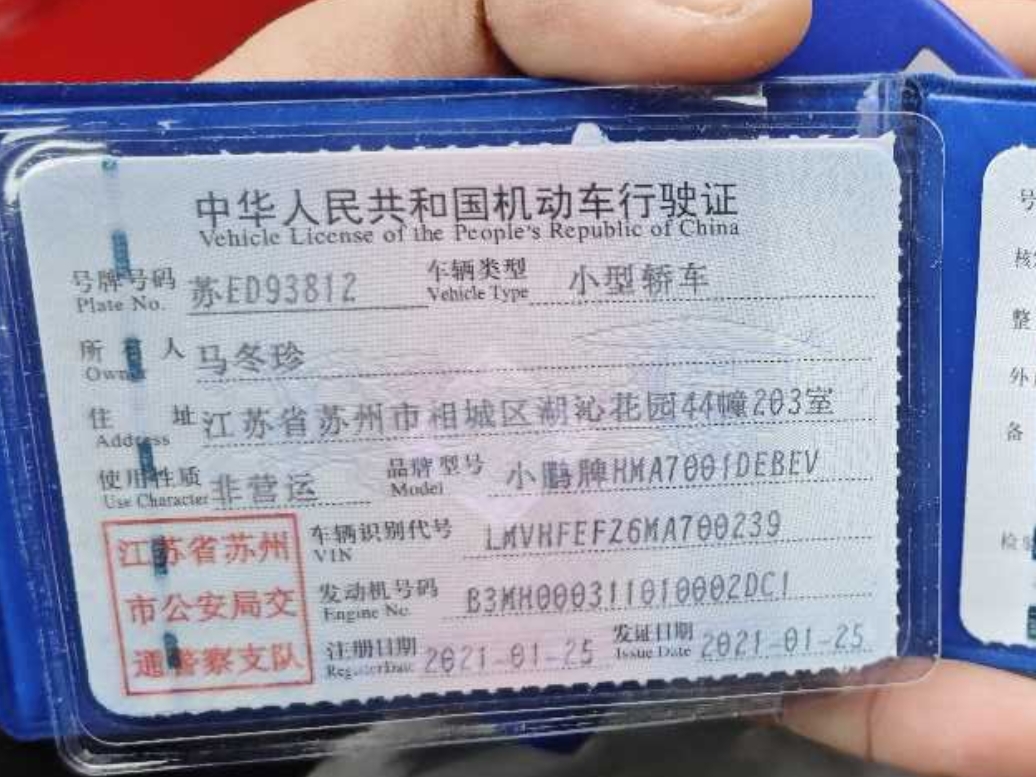 中华人民共和国机动车行驶证
Vehicle License of the People's Republic of China
号牌号码 苏ED93812 车辆类型 小型轿车
Plate No. Vehicle Type
所 人 马冬珍
Owner
住 址 江苏省苏州市相城区湖沁花园44幢203室
Address
使用性质 非营运 品牌型号 小鹏牌HMA7001DEBEV
Use Character Model
江苏省苏州
市公安局交
通警察支队
车辆识别代号 LMVHFEFZ6MA700239
VIN
发动机号码 B3MH000311010002DC1
Engine No.
注册日期 2021-01-25 发证日期 2021-01-25
Register Date Issue Date
号
核
整
外
备
检